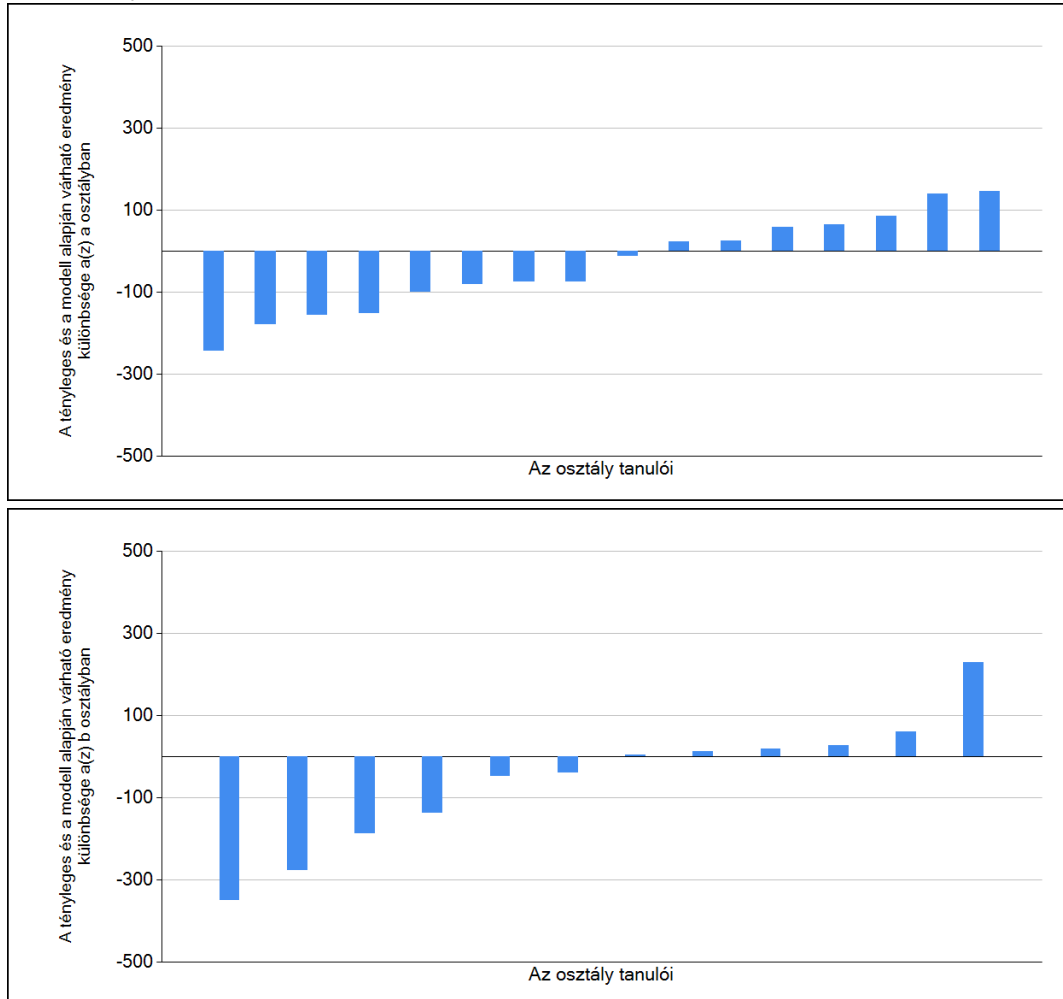 A tényleges és a modell alapján várható eredmény
különbsége a(z) a osztályban
500
300
100
-100
-300
-500
Az osztály tanulói
A tényleges és a modell alapján várható eredmény
különbsége a(z) b osztályban
500
300
100
-100
-300
-500
Az osztály tanulói